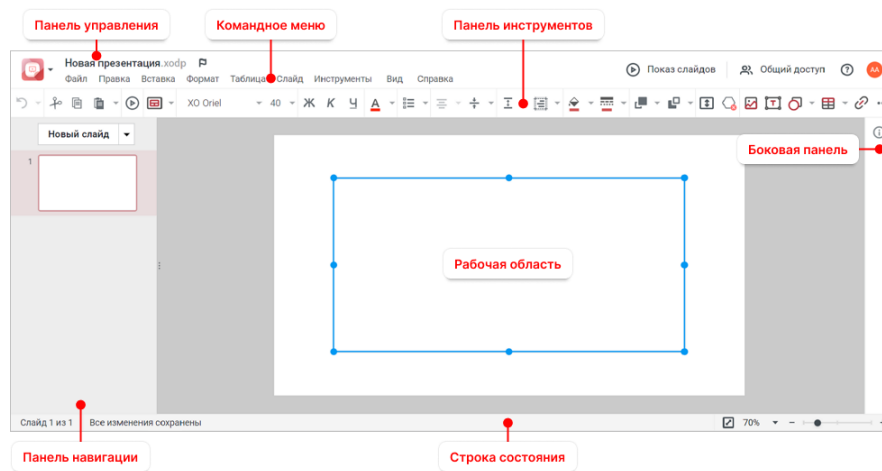 Панель управления
Командное меню
Панель инструментов
Новая презентация.xodp
Показ слайдов
Общий доступ
АА
Файл Правка Вставка Формат Таблица Слайд Инструменты Вид Справка
XO Oriel 40 Ж К Ч А
Новый слайд
Боковая панель
1
Рабочая область
Слайд 1 из 1 Все изменения сохранены
70%
Панель навигации
Строка состояния